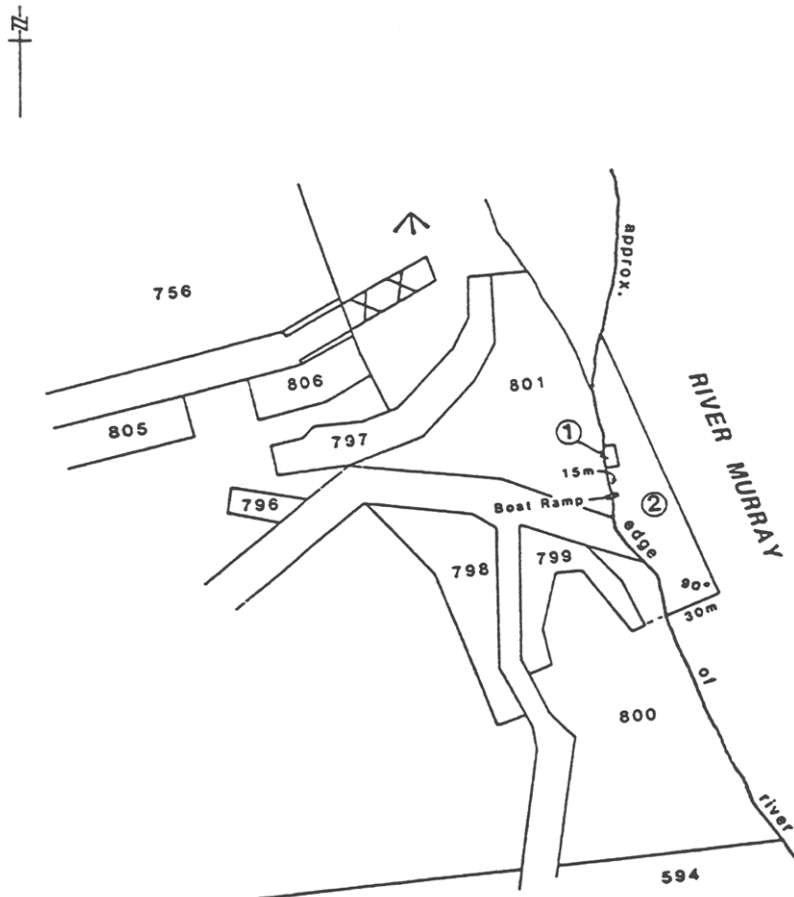 N
approx.
756
RIVER MURRAY
806
801
805
797
1
15m
796
Boat Ramp
2
edge
798
799
90°
30m
of
800
river
594